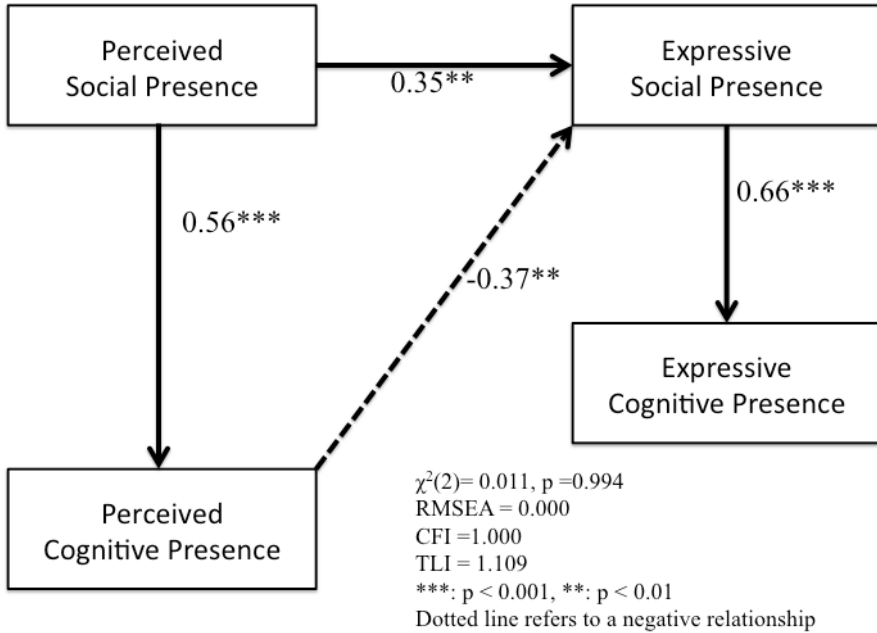 Perceived
Social Presence
0.35**
Expressive
Social Presence
0.56***
-0.37**
0.66***
Expressive
Cognitive Presence
Perceived
Cognitive Presence
χ²(2)= 0.011, p =0.994
RMSEA = 0.000
CFI =1.000
TLI = 1.109
***: p < 0.001, **: p < 0.01
Dotted line refers to a negative relationship